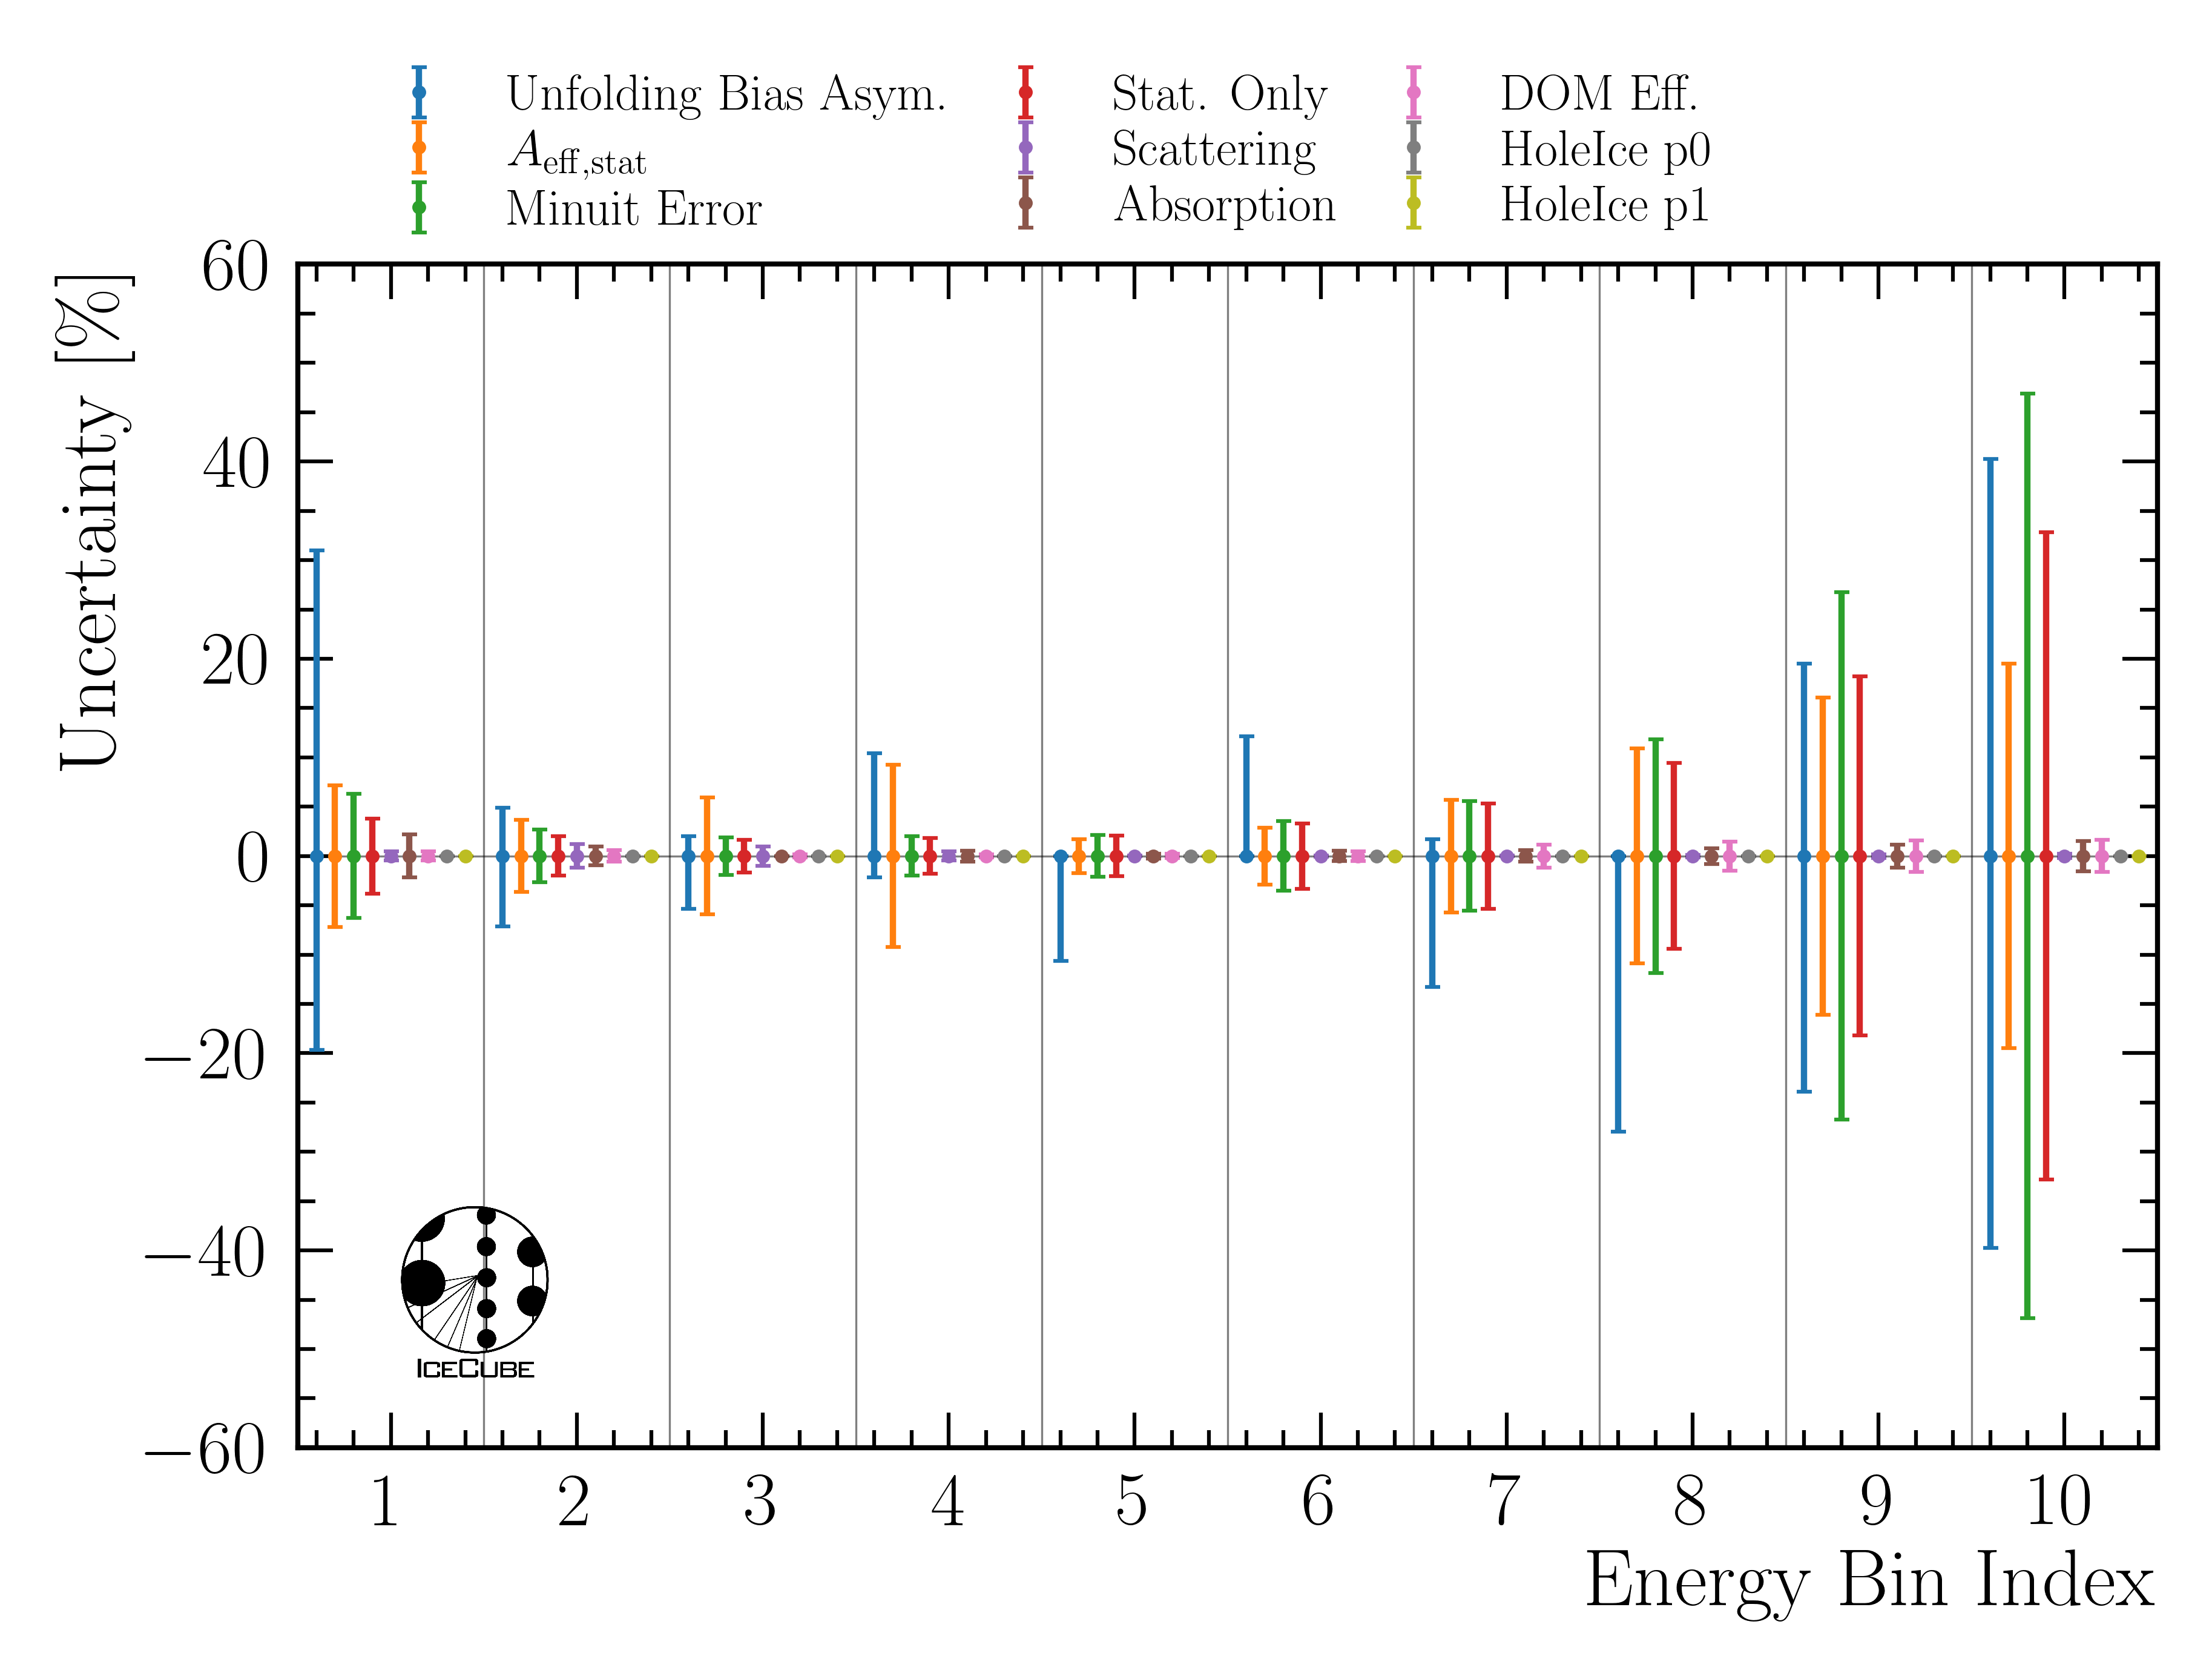 Unfolding Bias Asym.
Stat. Only
DOM Eff.
A_eff,stat
Scattering
HoleIce p0
Minuit Error
Absorption
HoleIce p1
Uncertainty [%]
60
40
20
0
−20
−40
−60
ICECUBE
1 2 3 4 5 6 7 8 9 10
Energy Bin Index